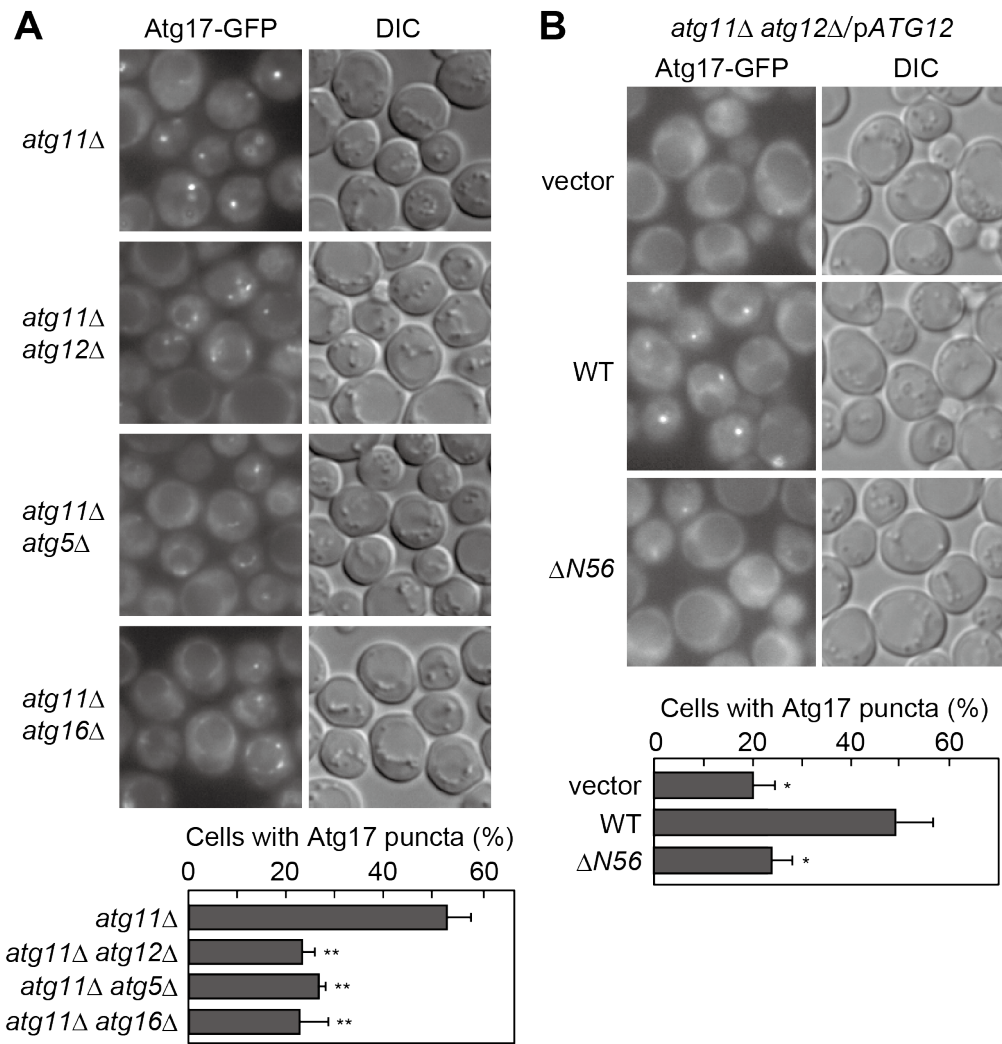 A
Atg17-GFP
DIC
atg11Δ
atg11Δ
atg12Δ
atg11Δ
atg5Δ
atg11Δ
atg16Δ
Cells with Atg17 puncta (%)
0 20 40 60
atg11Δ
atg11Δ atg12Δ **
atg11Δ atg5Δ **
atg11Δ atg16Δ **
B
atg11Δ atg12Δ/pATG12
Atg17-GFP
DIC
vector
WT
ΔN56
Cells with Atg17 puncta (%)
0 20 40 60
vector *
WT
ΔN56 *